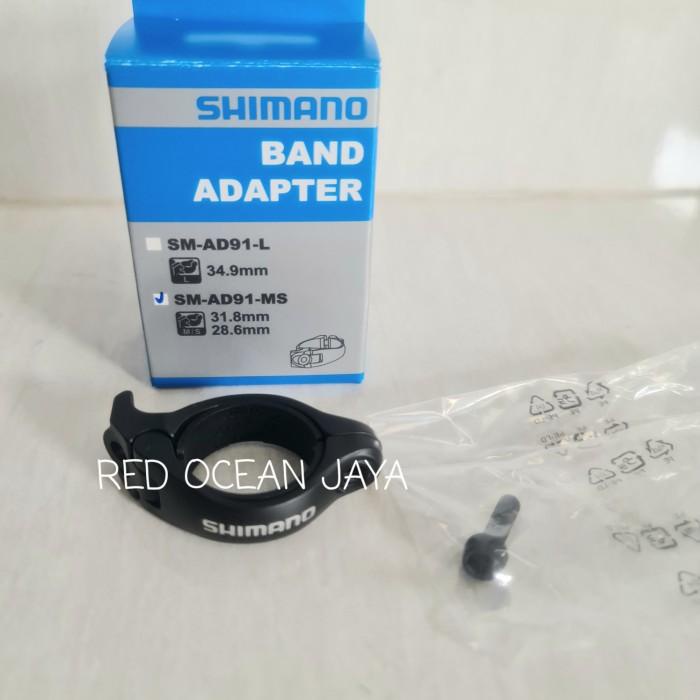 SHIMANO
BAND
ADAPTER
SM-AD91-L
L
34.9mm
SM-AD91-MS
M/S
31.8mm
28.6mm
RED OCEAN JAYA
SHIMANO